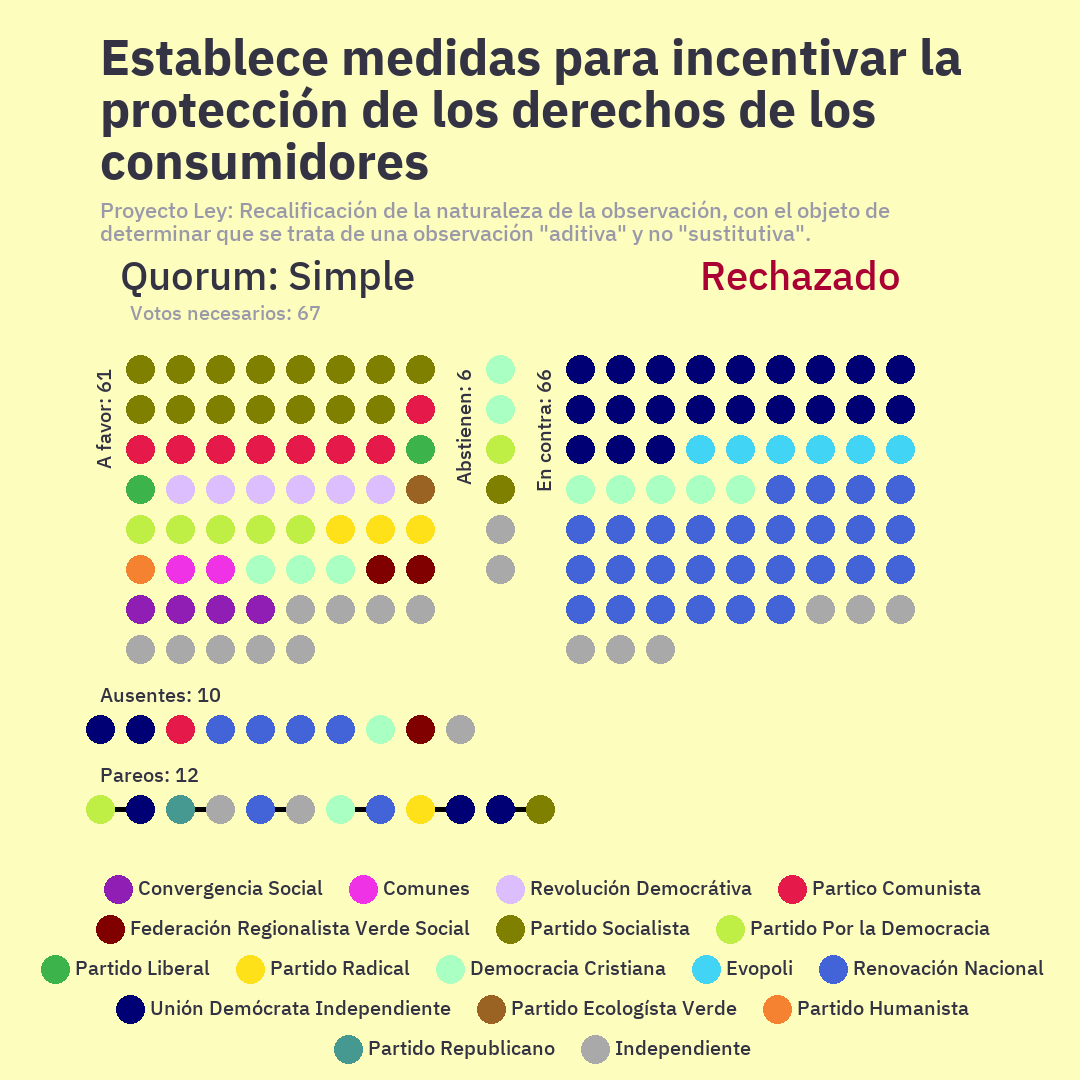 Establece medidas para incentivar la
protección de los derechos de los
consumidores
Proyecto Ley: Recalificación de la naturaleza de la observación, con el objeto de
determinar que se trata de una observación "aditiva" y no "sustitutiva".
Quorum: Simple
Rechazado
Votos necesarios: 67
A favor: 61
Abstienen: 6
En contra: 66
Ausentes: 10
Pareos: 12
Convergencia Social
Comunes
Revolución Democrátiva
Partico Comunista
Federación Regionalista Verde Social
Partido Socialista
Partido Por la Democracia
Partido Liberal
Partido Radical
Democracia Cristiana
Evopoli
Renovación Nacional
Unión Demócrata Independiente
Partido Ecologísta Verde
Partido Humanista
Partido Republicano
Independiente